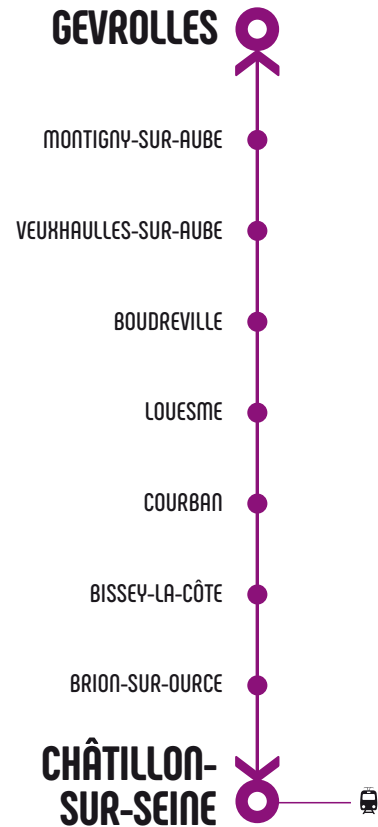 GEVROLLES
MONTIGNY-SUR-AUBE
VEUXHAULLES-SUR-AUBE
BOUDREVILLE
LOUESME
COURBAN
BISSEY-LA-CÔTE
BRION-SUR-OURCE
CHÂTILLON-
SUR-SEINE